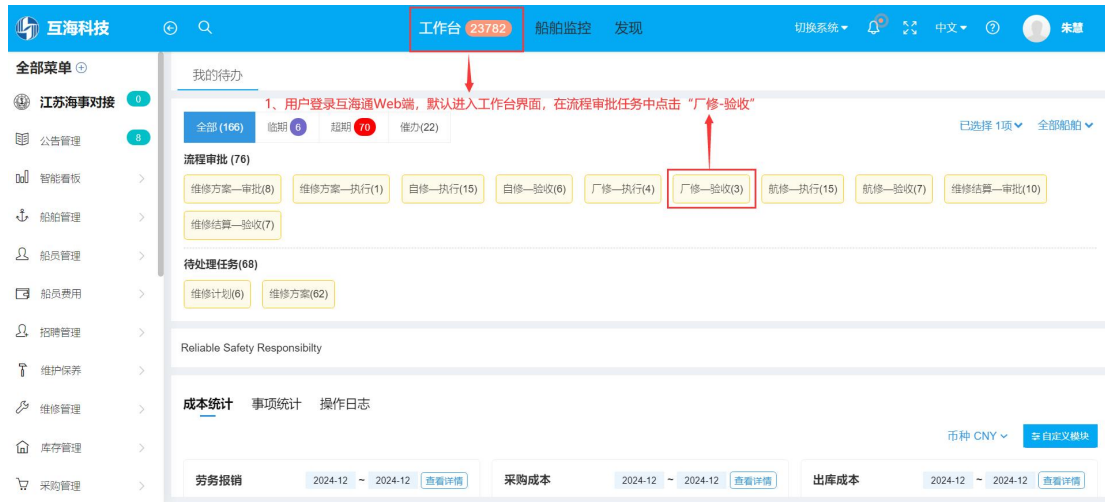 互海科技 工作台 23782 船舶监控 发现 切换系统 中文 朱慧
全部菜单 我的待办
江苏海事对接 0
1、用户登录互海通Web端，默认进入工作台界面，在流程审批任务中点击“厂修-验收”
公告管理 8
全部(166) 临期 6 超期 70 催办(22) 已选择 1项 全部船舶
流程审批 (76)
智能看板
维修方案—审批(8) 维修方案—执行(1) 自修—执行(15) 自修—验收(6) 厂修—执行(4) 厂修—验收(3) 航修—执行(15) 航修—验收(7) 维修结算—审批(10)
船舶管理
维修结算—验收(7)
船员管理
待处理任务(68)
船员费用
维修计划(6) 维修方案(62)
招聘管理
Reliable Safety Responsibilty
维护保养
维修管理
成本统计 事项统计 操作日志
库存管理
币种 CNY 自定义模块
采购管理
劳务报销 2024-12 ~ 2024-12 查看详情 采购成本 2024-12 ~ 2024-12 查看详情 出库成本 2024-12 ~ 2024-12 查看详情